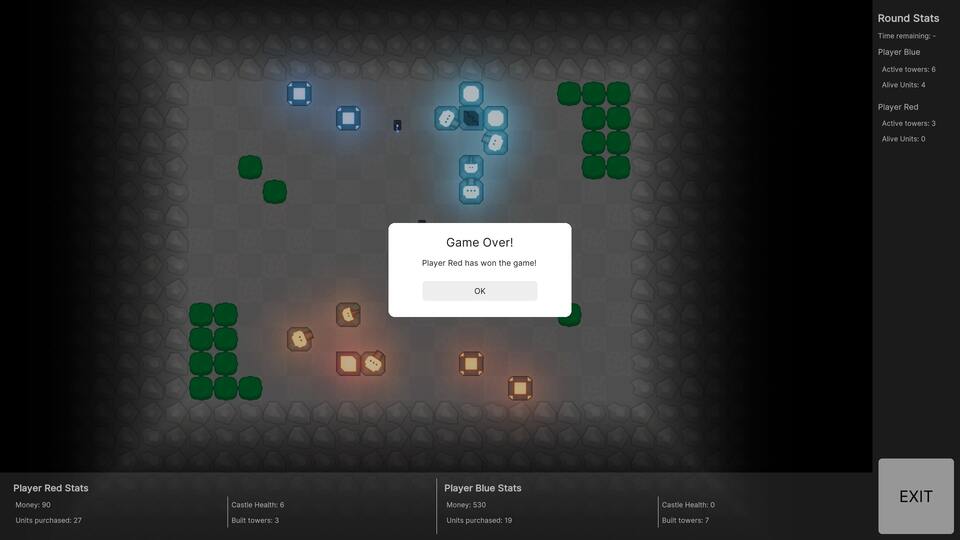 Round Stats
Time remaining: -
Player Blue
Active towers: 6
Alive Units: 4
Player Red
Active towers: 3
Alive Units: 0
Game Over!
Player Red has won the game!
OK
Player Red Stats
Money: 90
Units purchased: 27
Castle Health: 6
Built towers: 3
Player Blue Stats
Money: 530
Units purchased: 19
Castle Health: 0
Built towers: 7
EXIT